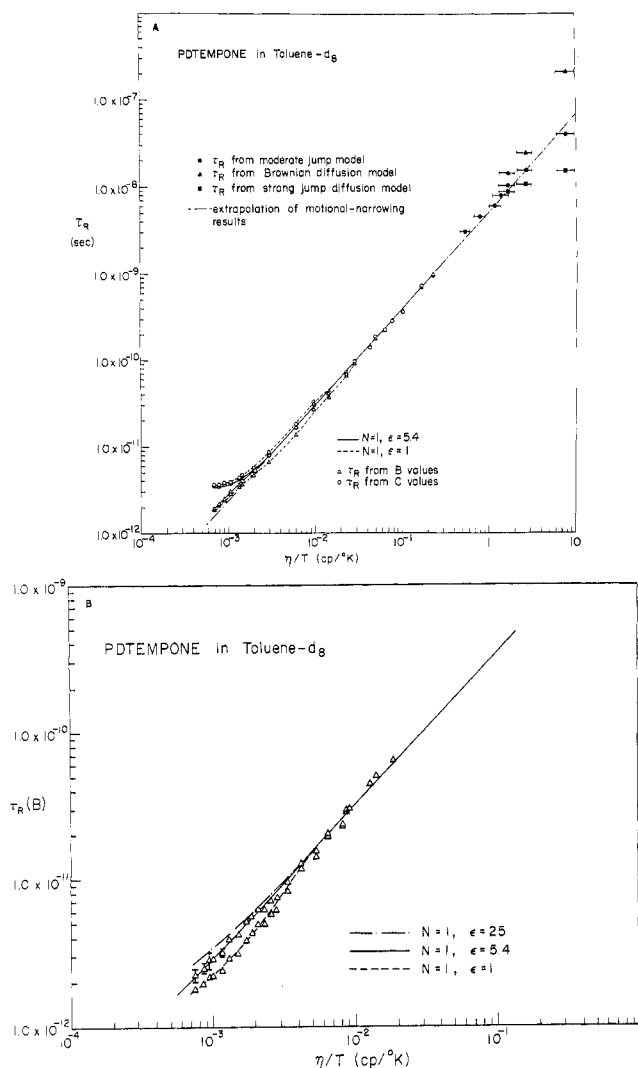 A
PDTEMPONE in Toluene-d8
1.0 x 10^-7
● τR from moderate jump model
▲ τR from Brownian diffusion model
■ τR from strong jump diffusion model
—·— extrapolation of motional-narrowing
results
1.0 x 10^-8
τR
(sec)
1.0 x 10^-9
1.0 x 10^-10
— N=1, ε=5.4
---- N=1, ε=1
△ τR from B values
○ τR from C values
1.0 x 10^-11
1.0 x 10^-12
10^-4 10^-3 10^-2 10^-1 1 10
η/T (cp/°K)
1.0 x 10^-9
B
PDTEMPONE in Toluene-d8
1.0 x 10^-10
τR(B)
1.0 x 10^-11
—·— N = 1, ε = 25
—— N = 1, ε = 5.4
---- N = 1, ε = 1
1.0 x 10^-12
10^-4 10^-3 10^-2 10^-1
η/T (cp/°K)